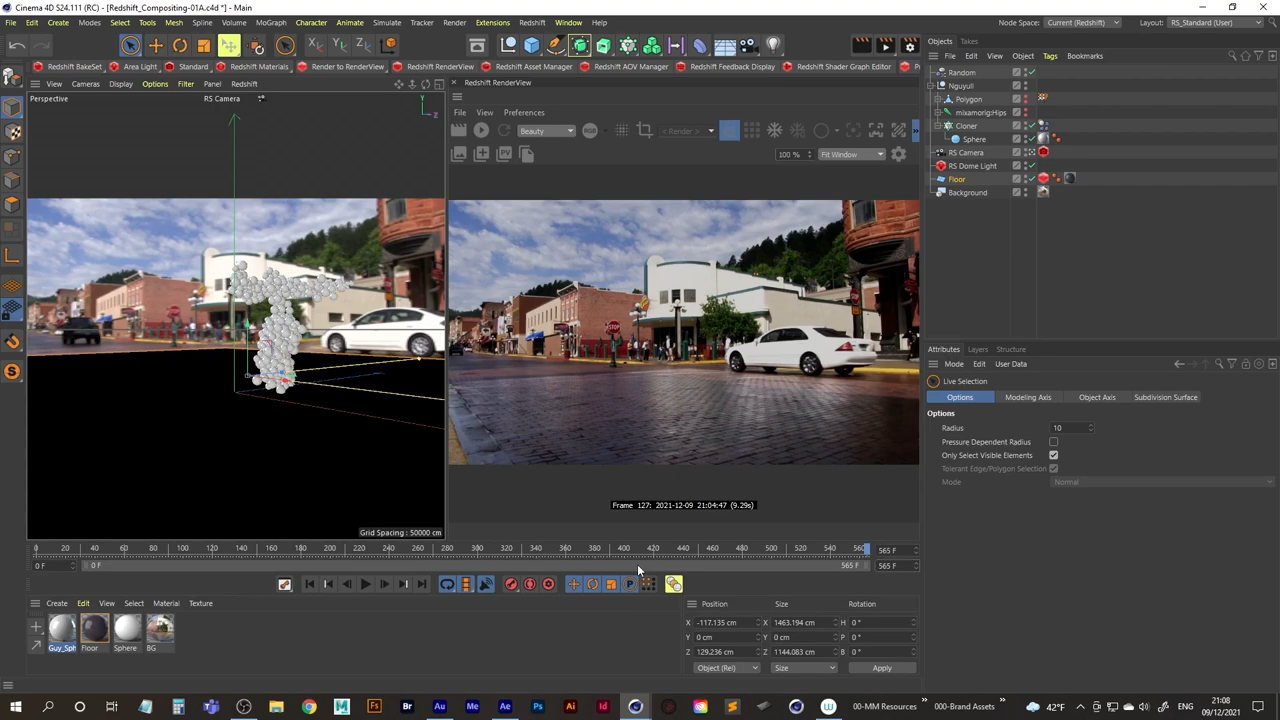 Cinema 4D S24.111 (RC) - [Redshift_Compositing-01A.c4d *] - Main
File Edit Create Modes Select Tools Mesh Spline Volume MoGraph Character Animate Simulate Tracker Render Extensions Redshift Window Help
Node Space: Current (Redshift) Layout: RS_Standard (User)
Redshift BakeSet Area Light Standard Redshift Materials Render to RenderView Redshift RenderView Redshift Asset Manager Redshift AOV Manager Redshift Feedback Display Redshift Shader Graph Editor
View Cameras Display Options Filter Panel Redshift
Perspective RS Camera
Y
Z
Grid Spacing : 50000 cm
Redshift RenderView
File View Preferences
Beauty RGB < Render >
100 % Fit Window
STOP
Frame 127: 2021-12-09 21:04:47 (9.29s)
Objects Takes
File Edit View Object Tags Bookmarks
Random
Nguyull
Polygon
mixamorig:Hips
Cloner
Sphere
RS Camera
RS Dome Light
Floor
Background
Attributes Layers Structure
Mode Edit User Data
Live Selection
Options Modeling Axis Object Axis Subdivision Surface
Options
Radius 10
Pressure Dependent Radius
Only Select Visible Elements
Tolerant Edge/Polygon Selection
Mode Normal
0 20 40 60 80 100 120 140 160 180 200 220 240 260 280 300 320 340 360 380 400 420 440 460 480 500 520 540 560 565 F
0 F 0 F 565 F 565 F
Create Edit View Select Material Texture
Guy_Sph Floor Sphere BG
Position Size Rotation
X -117.135 cm X 1463.194 cm H 0 °
Y 0 cm Y 0 cm P 0 °
Z 129.236 cm Z 1144.083 cm B 0 °
Object (Rel) Size Apply
00-MM Resources 000-Brand Assets 42°F ENG 21:08
09/12/2021